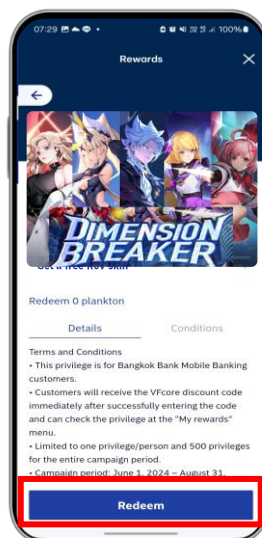 07:29
100%
Rewards
DIMENSION
BREAKER
Get a free RoV skin
Redeem 0 plankton
Details
Conditions
Terms and Conditions
• This privilege is for Bangkok Bank Mobile Banking
customers.
• Customers will receive the VFcore discount code
immediately after successfully entering the code
and can check the privilege at the "My rewards"
menu.
• Limited to one privilege/person and 500 privileges
for the entire campaign period.
• Campaign period: June 1, 2024 – August 31,
Redeem